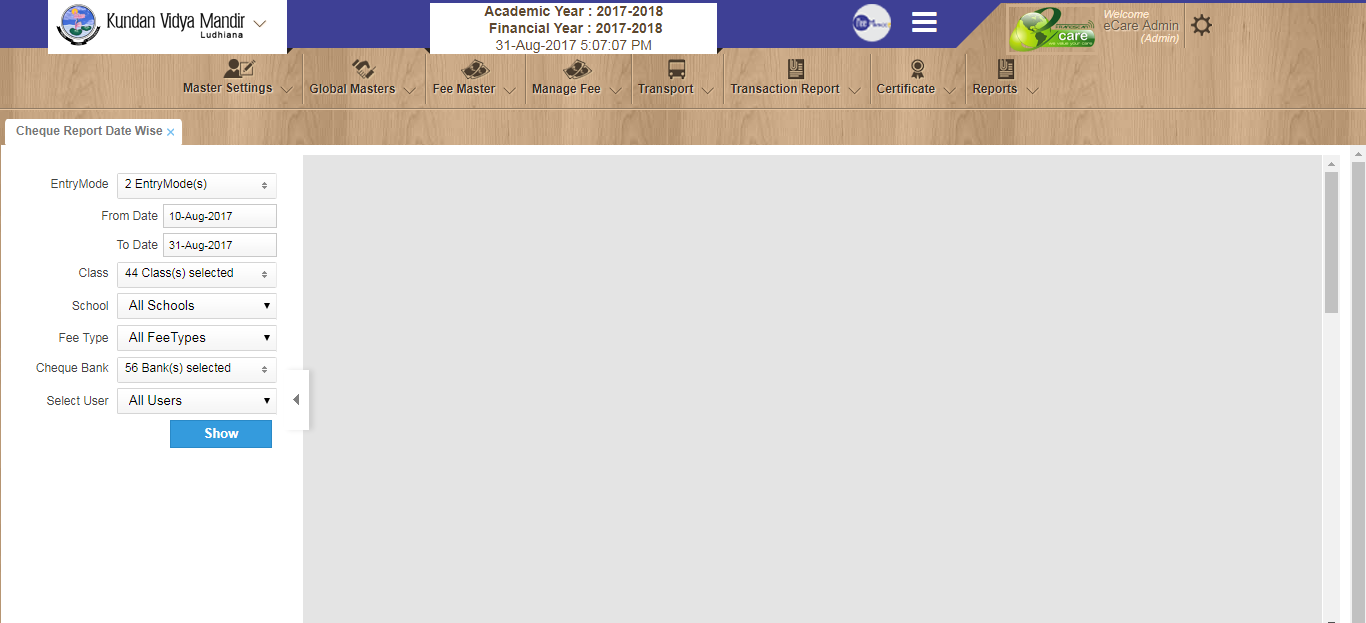 Kundan Vidya Mandir
Ludhiana
Academic Year : 2017-2018
Financial Year : 2017-2018
31-Aug-2017 5:07:07 PM
care
Welcome
eCare Admin
(Admin)
Master Settings
Global Masters
Fee Master
Manage Fee
Transport
Transaction Report
Certificate
Reports
Cheque Report Date Wise ×
EntryMode 2 EntryMode(s)
From Date 10-Aug-2017
To Date 31-Aug-2017
Class 44 Class(s) selected
School All Schools
Fee Type All FeeTypes
Cheque Bank 56 Bank(s) selected
Select User All Users
Show